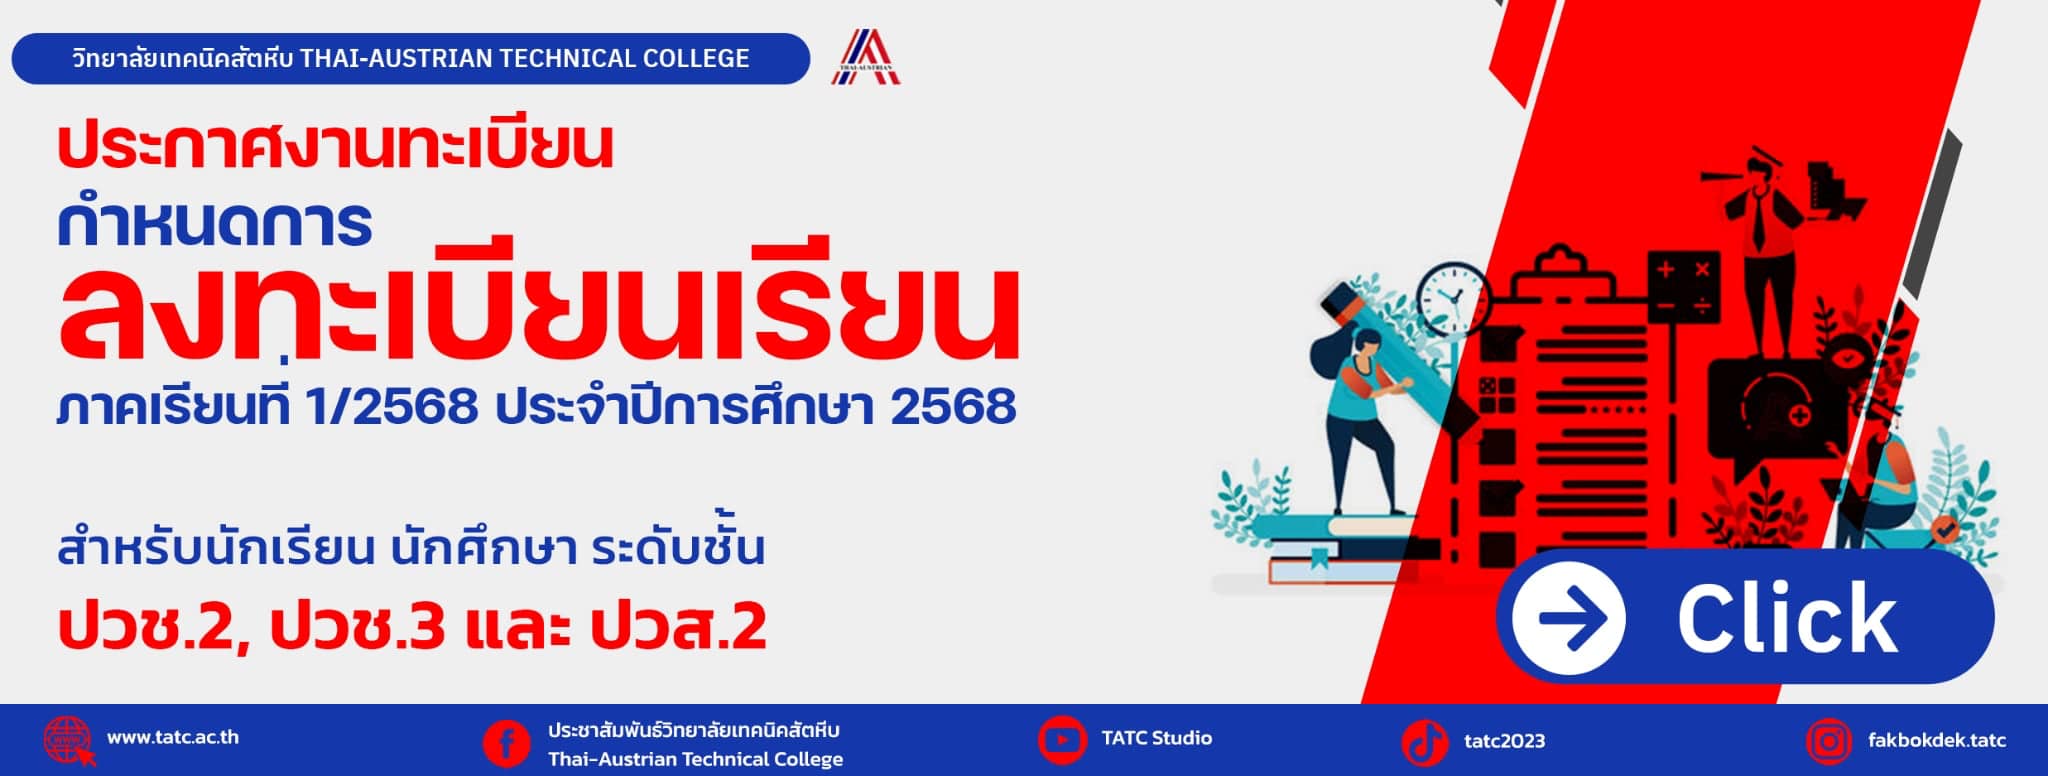 วิทยาลัยเทคนิคสัตหีบ THAI-AUSTRIAN TECHNICAL COLLEGE
THAI-AUSTRIAN
ประกาศงานทะเบียน
กำหนดการ
ลงทะเบียนเรียน
ภาคเรียนที่ 1/2568 ประจำปีการศึกษา 2568
สำหรับนักเรียน นักศึกษา ระดับชั้น
ปวช.2, ปวช.3 และ ปวส.2
Click
www.tatc.ac.th
ประชาสัมพันธ์วิทยาลัยเทคนิคสัตหีบ
Thai-Austrian Technical College
TATC Studio
tatc2023
fakbokdek.tatc